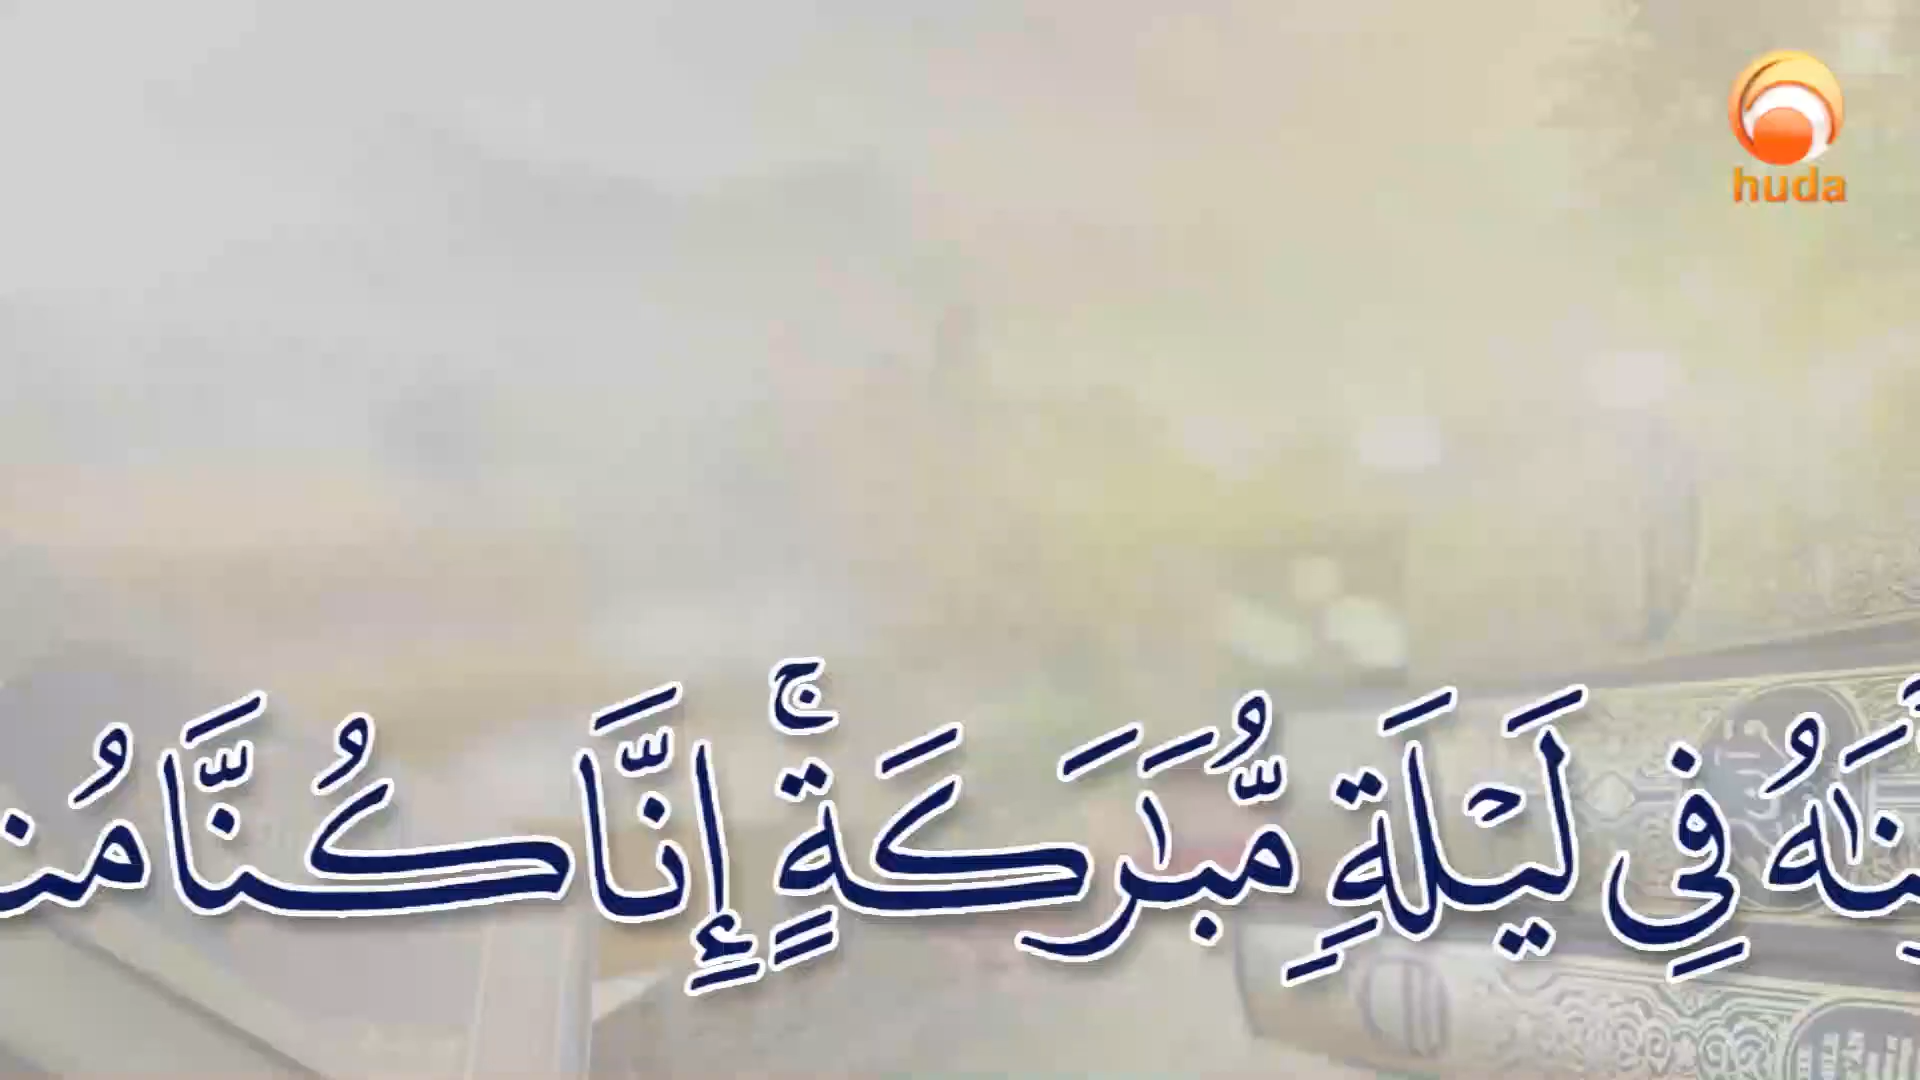 huda
فِي لَيْلَةٍ مُّبَٰرَكَةٍۚ إِنَّا كُنَّا